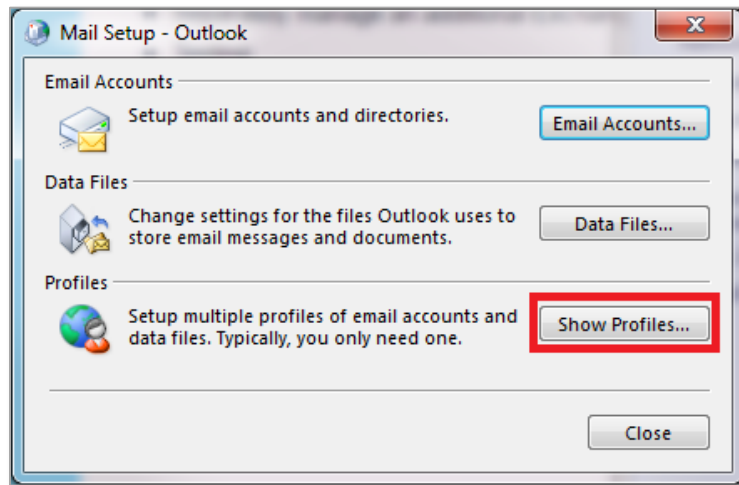 Mail Setup - Outlook
Email Accounts
Setup email accounts and directories.
Email Accounts...
Data Files
Change settings for the files Outlook uses to
store email messages and documents.
Data Files...
Profiles
Setup multiple profiles of email accounts and
data files. Typically, you only need one.
Show Profiles...
Close